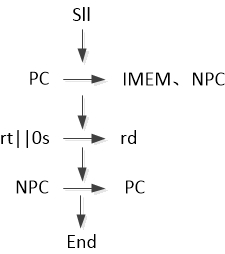 Sll
PC IMEM、NPC
rt||0s rd
NPC PC
End